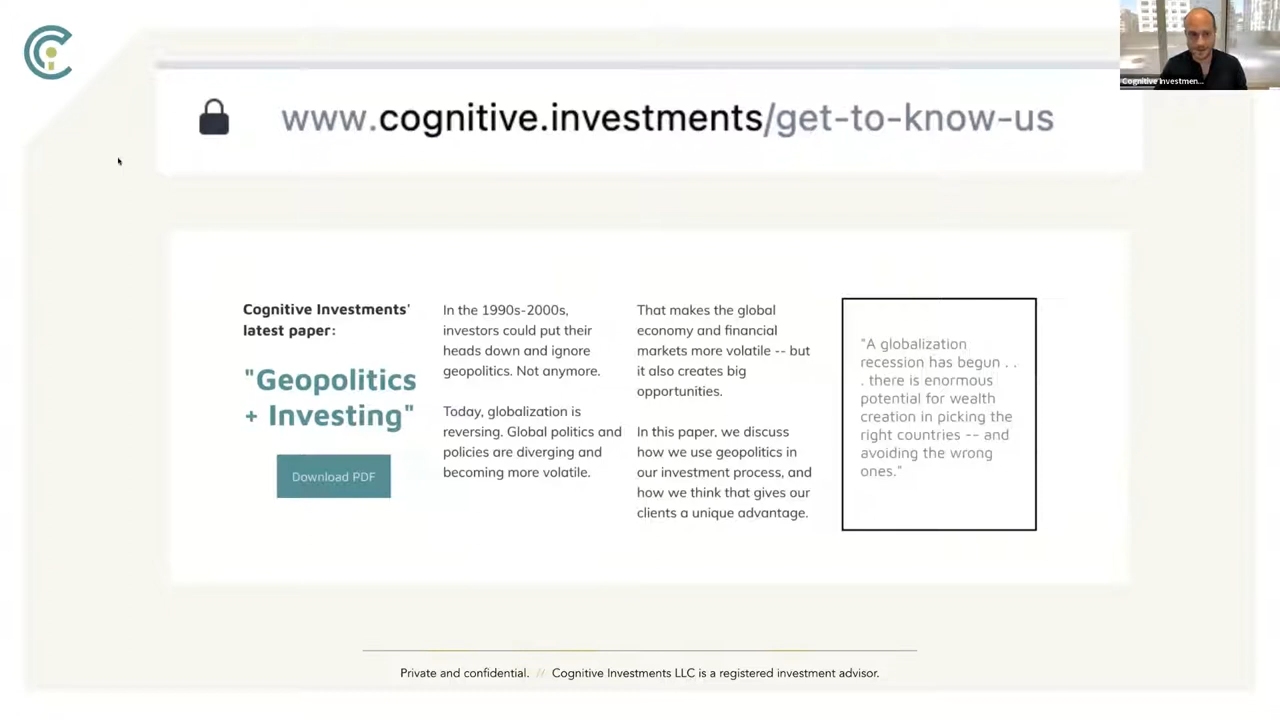 www.cognitive.investments/get-to-know-us
Cognitive Investments'
latest paper:
"Geopolitics
+ Investing"
Download PDF
In the 1990s-2000s,
investors could put their
heads down and ignore
geopolitics. Not anymore.
Today, globalization is
reversing. Global politics and
policies are diverging and
becoming more volatile.
That makes the global
economy and financial
markets more volatile -- but
it also creates big
opportunities.
In this paper, we discuss
how we use geopolitics in
our investment process, and
how we think that gives our
clients a unique advantage.
"A globalization
recession has begun . .
. there is enormous
potential for wealth
creation in picking the
right countries -- and
avoiding the wrong
ones."
Private and confidential. // Cognitive Investments LLC is a registered investment advisor.
Cognitive Investmen...